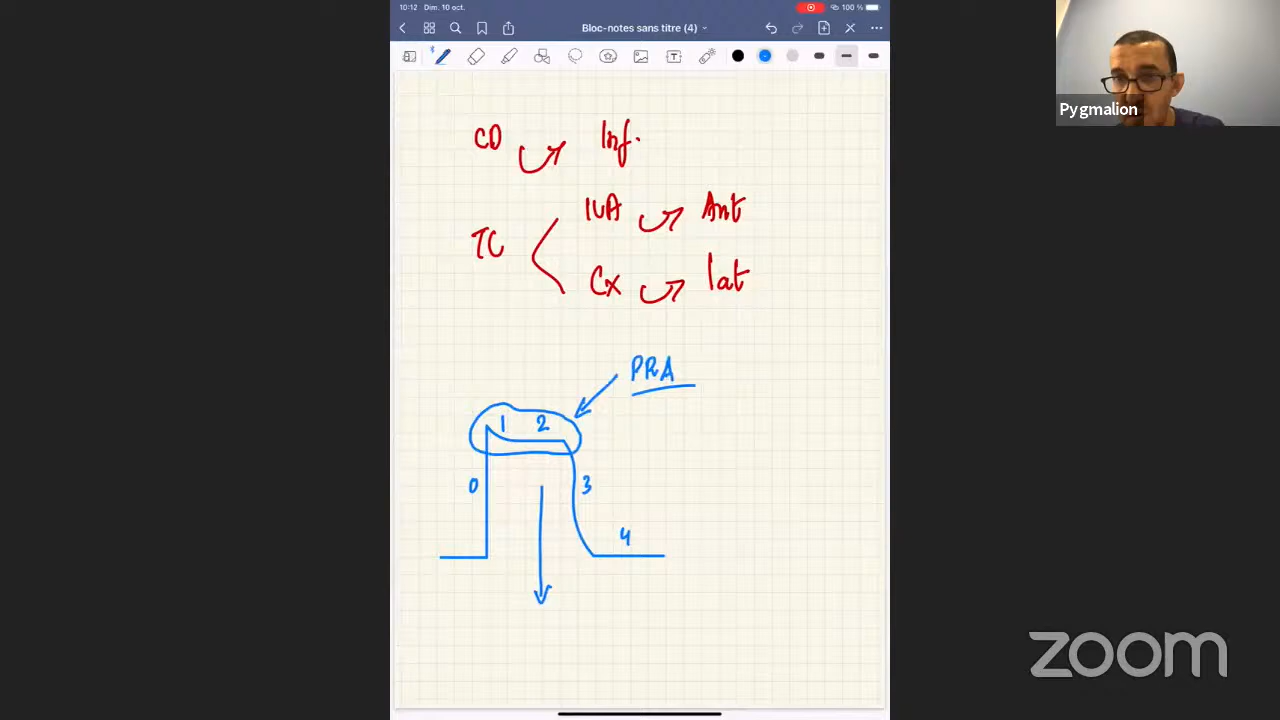 10:12 Dim. 10 oct.
100 %
Bloc-notes sans titre (4)
Pygmalion
CD Inf.
IVA Ant
TC
Cx lat
PRA
1 2
0 3
4
zoom